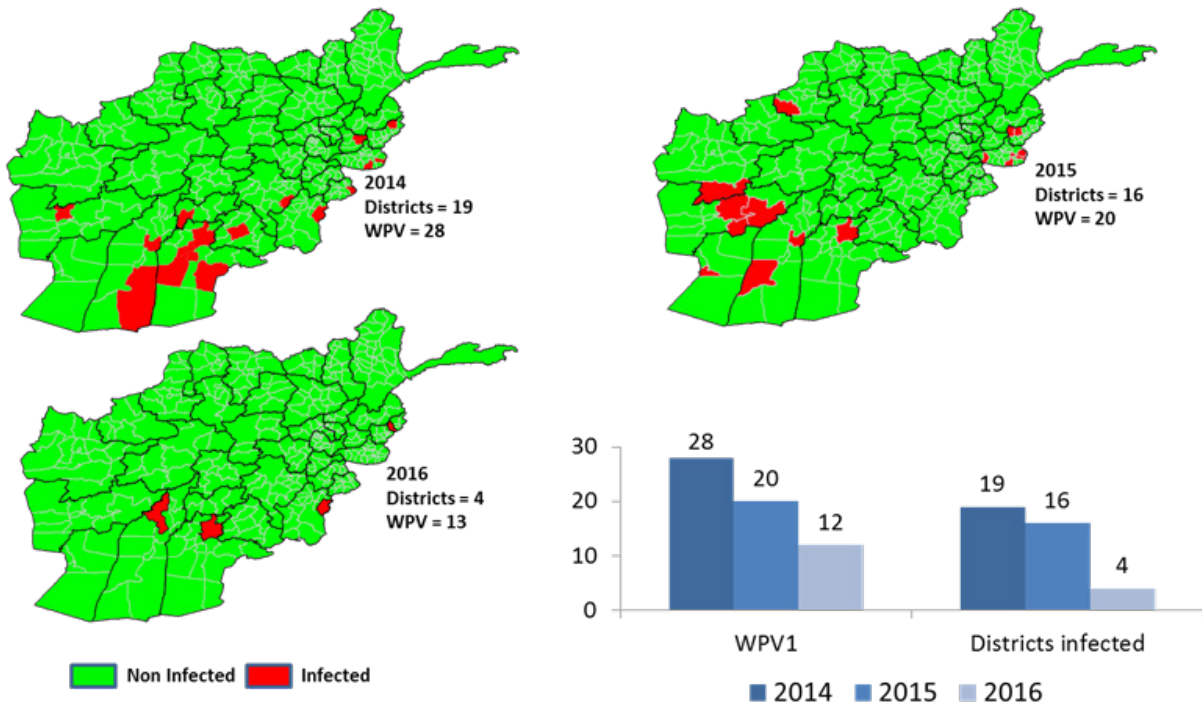 2014
Districts = 19
WPV = 28
2015
Districts = 16
WPV = 20
2016
Districts = 4
WPV = 13
Non Infected
Infected
30
20
10
0
28
20
12
19
16
4
WPV1
Districts infected
2014
2015
2016